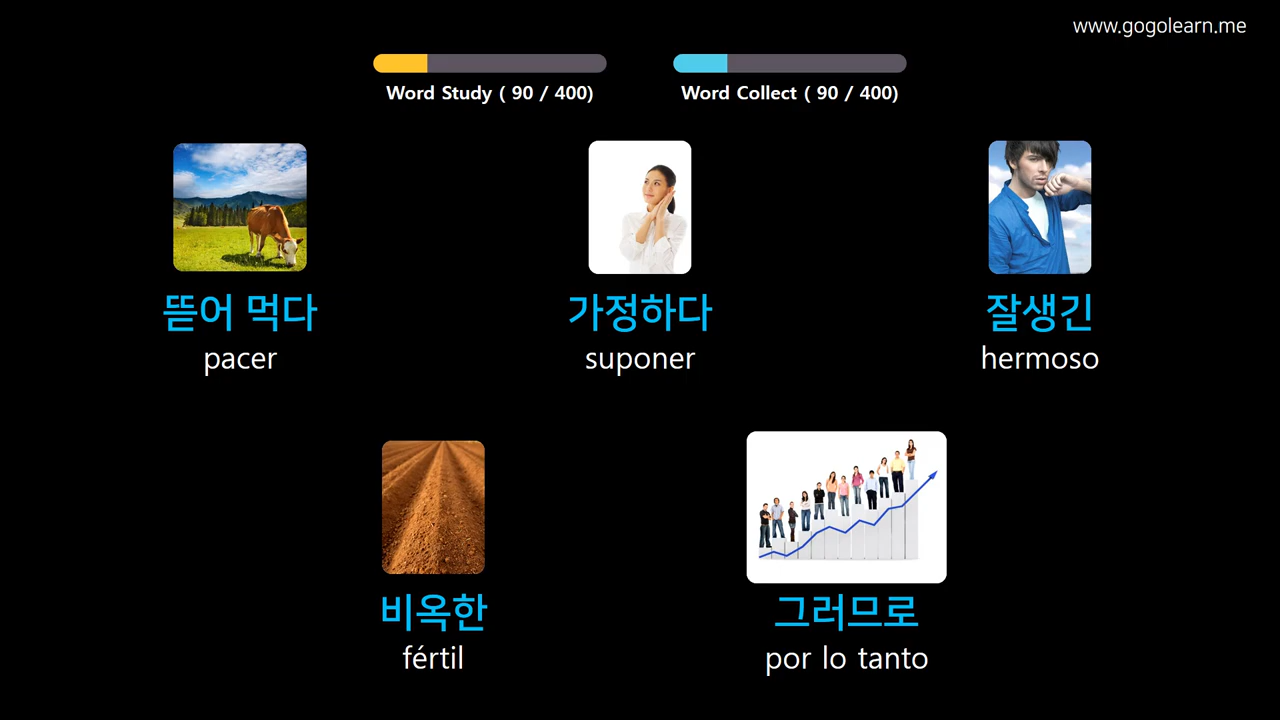 www.gogolearn.me
Word Study ( 90 / 400)
Word Collect ( 90 / 400)
뜯어 먹다
pacer
가정하다
suponer
잘생긴
hermoso
비옥한
fértil
그러므로
por lo tanto